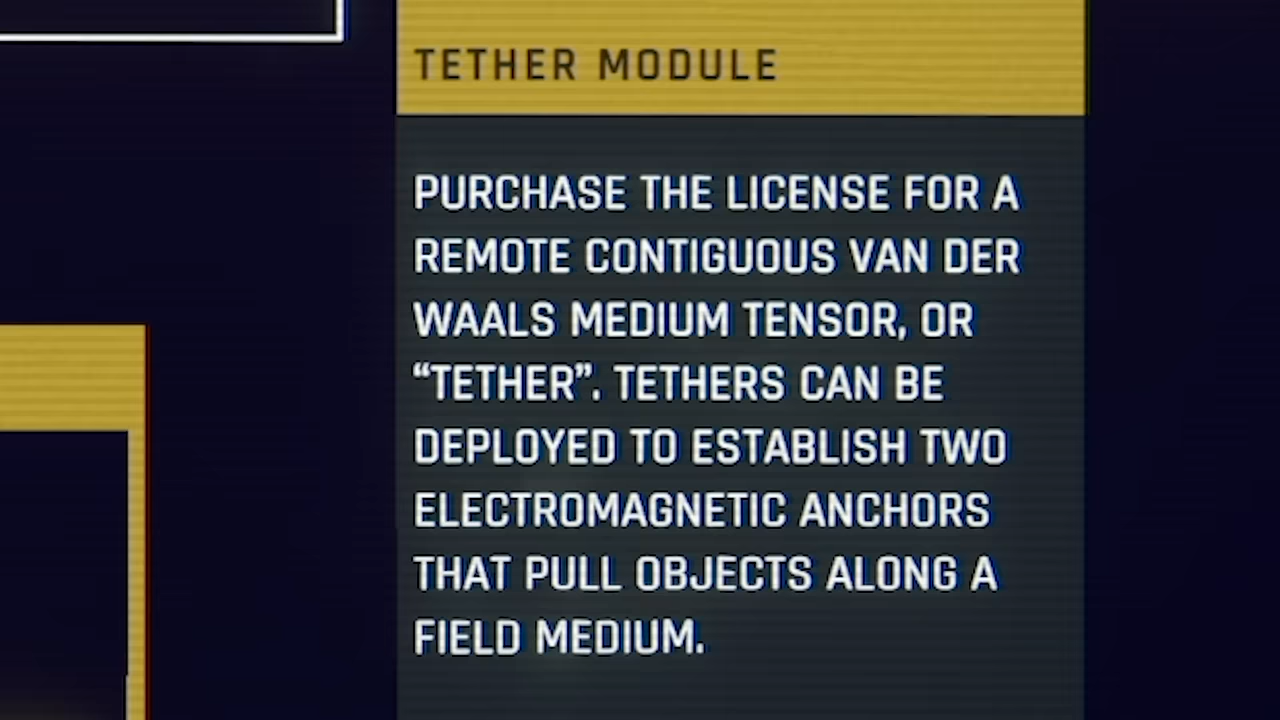 TETHER MODULE
PURCHASE THE LICENSE FOR A
REMOTE CONTIGUOUS VAN DER
WAALS MEDIUM TENSOR, OR
“TETHER”. TETHERS CAN BE
DEPLOYED TO ESTABLISH TWO
ELECTROMAGNETIC ANCHORS
THAT PULL OBJECTS ALONG A
FIELD MEDIUM.